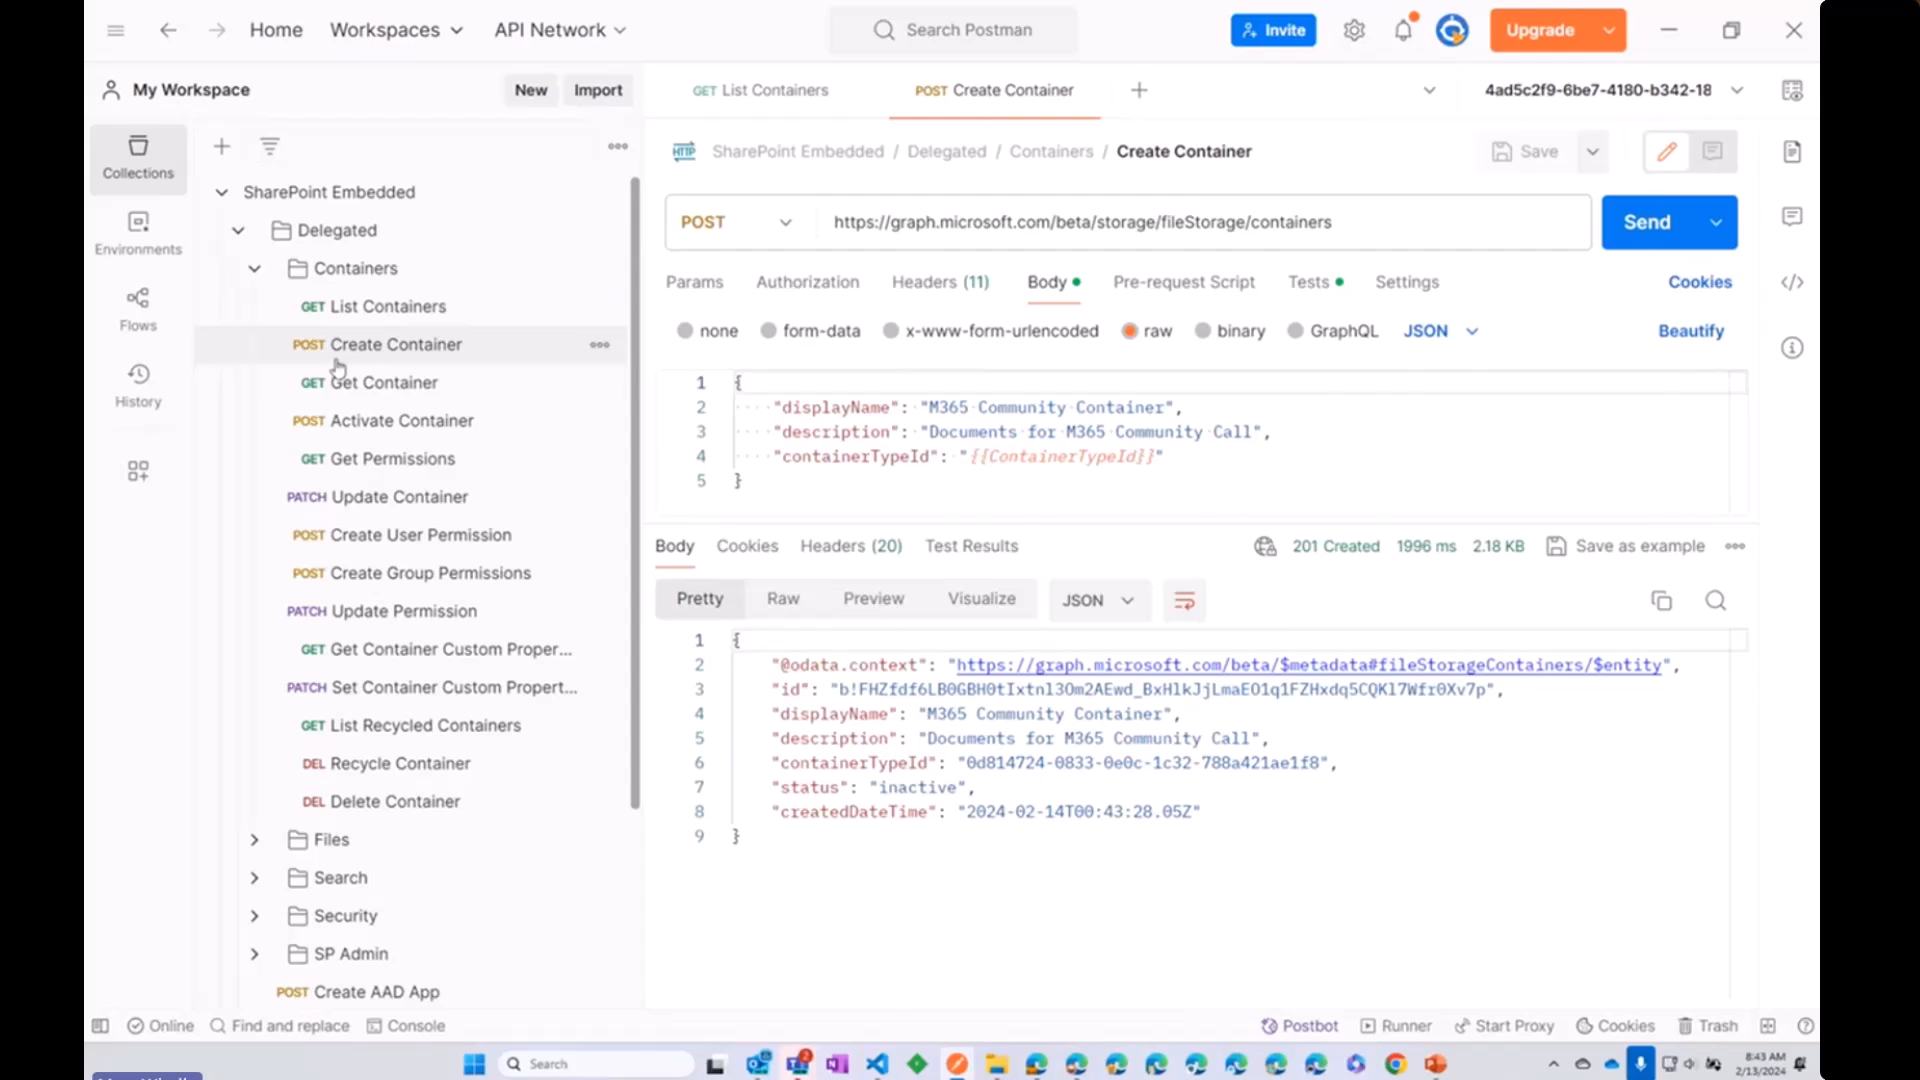 Home
Workspaces
API Network
Search Postman
Invite
Upgrade
My Workspace
New
Import
GET List Containers
POST Create Container
4ad5c2f9-6be7-4180-b342-18
Collections
Environments
Flows
History
SharePoint Embedded
Delegated
Containers
GET List Containers
POST Create Container
GET Get Container
POST Activate Container
GET Get Permissions
PATCH Update Container
POST Create User Permission
POST Create Group Permissions
PATCH Update Permission
GET Get Container Custom Proper...
PATCH Set Container Custom Propert...
GET List Recycled Containers
DEL Recycle Container
DEL Delete Container
Files
Search
Security
SP Admin
POST Create AAD App
HTTP SharePoint Embedded / Delegated / Containers / Create Container
Save
POST
https://graph.microsoft.com/beta/storage/fileStorage/containers
Send
Params Authorization Headers (11) Body Pre-request Script Tests Settings Cookies
none form-data x-www-form-urlencoded raw binary GraphQL JSON Beautify
1 {
2 "displayName": "M365 Community Container",
3 "description": "Documents for M365 Community Call",
4 "containerTypeId": "{{ContainerTypeId}}"
5 }
Body Cookies Headers (20) Test Results 201 Created 1996 ms 2.18 KB Save as example
Pretty Raw Preview Visualize JSON
1 {
2 "@odata.context": "https://graph.microsoft.com/beta/$metadata#fileStorageContainers/$entity",
3 "id": "b!FHZfdf6LB0GBH0tIxtnl3Om2AEwd_BxHlkJjLmaEO1q1FZHxdq5CQKl7Wfr0Xv7p",
4 "displayName": "M365 Community Container",
5 "description": "Documents for M365 Community Call",
6 "containerTypeId": "0d814724-0833-0e0c-1c32-788a421ae1f8",
7 "status": "inactive",
8 "createdDateTime": "2024-02-14T00:43:28.05Z"
9 }
Online Find and replace Console Postbot Runner Start Proxy Cookies Trash
Search
2
8:43 AM
2/13/2024